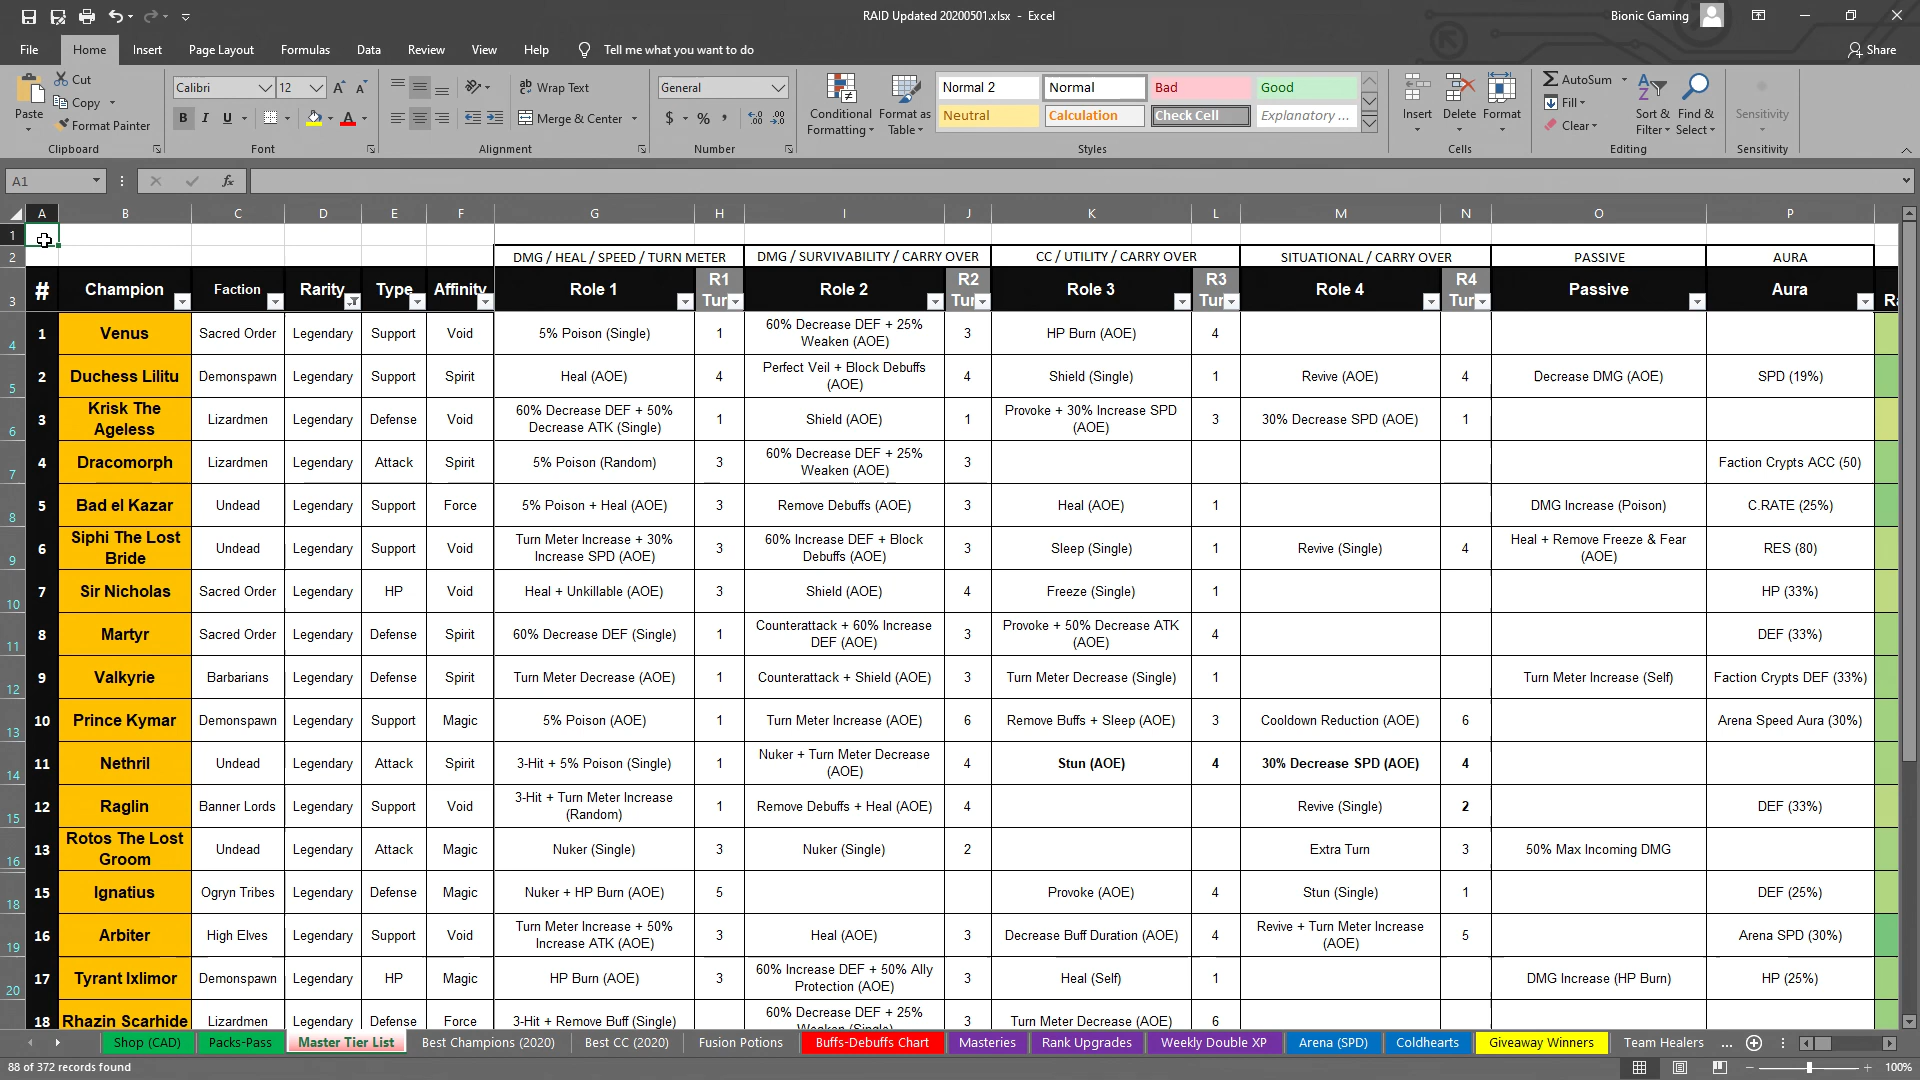 RAID Updated 20200501.xlsx - Excel
Bionic Gaming
File Home Insert Page Layout Formulas Data Review View Help Tell me what you want to do Share
Cut
Copy
Format Painter
Paste
Clipboard
Calibri 12
B I U
Font
Wrap Text
Merge & Center
Alignment
General
$ % ,
Number
Conditional Formatting
Format as Table
Normal 2 Normal Bad Good
Neutral Calculation Check Cell Explanatory ...
Styles
Insert Delete Format
Cells
AutoSum
Fill
Clear
Sort & Filter
Find & Select
Editing
Sensitivity
Sensitivity
A1 fx
A B C D E F G H I J K L M N O P
1
2 DMG / HEAL / SPEED / TURN METER DMG / SURVIVABILITY / CARRY OVER CC / UTILITY / CARRY OVER SITUATIONAL / CARRY OVER PASSIVE AURA
3 # Champion Faction Rarity Type Affinity Role 1 R1 Tur Role 2 R2 Tur Role 3 R3 Tur Role 4 R4 Tur Passive Aura Ra
4 1 Venus Sacred Order Legendary Support Void 5% Poison (Single) 1 60% Decrease DEF + 25% Weaken (AOE) 3 HP Burn (AOE) 4
5 2 Duchess Lilitu Demonspawn Legendary Support Spirit Heal (AOE) 4 Perfect Veil + Block Debuffs (AOE) 4 Shield (Single) 1 Revive (AOE) 4 Decrease DMG (AOE) SPD (19%)
6 3 Krisk The Ageless Lizardmen Legendary Defense Void 60% Decrease DEF + 50% Decrease ATK (Single) 1 Shield (AOE) 1 Provoke + 30% Increase SPD (AOE) 3 30% Decrease SPD (AOE) 1
7 4 Dracomorph Lizardmen Legendary Attack Spirit 5% Poison (Random) 3 60% Decrease DEF + 25% Weaken (AOE) 3 Faction Crypts ACC (50)
8 5 Bad el Kazar Undead Legendary Support Force 5% Poison + Heal (AOE) 3 Remove Debuffs (AOE) 3 Heal (AOE) 1 DMG Increase (Poison) C.RATE (25%)
9 6 Siphi The Lost Bride Undead Legendary Support Void Turn Meter Increase + 30% Increase SPD (AOE) 3 60% Increase DEF + Block Debuffs (AOE) 3 Sleep (Single) 1 Revive (Single) 4 Heal + Remove Freeze & Fear (AOE) RES (80)
10 7 Sir Nicholas Sacred Order Legendary HP Void Heal + Unkillable (AOE) 3 Shield (AOE) 4 Freeze (Single) 1 HP (33%)
11 8 Martyr Sacred Order Legendary Defense Spirit 60% Decrease DEF (Single) 1 Counterattack + 60% Increase DEF (AOE) 3 Provoke + 50% Decrease ATK (AOE) 4 DEF (33%)
12 9 Valkyrie Barbarians Legendary Defense Spirit Turn Meter Decrease (AOE) 1 Counterattack + Shield (AOE) 3 Turn Meter Decrease (Single) 1 Turn Meter Increase (Self) Faction Crypts DEF (33%)
13 10 Prince Kymar Demonspawn Legendary Support Magic 5% Poison (AOE) 1 Turn Meter Increase (AOE) 6 Remove Buffs + Sleep (AOE) 3 Cooldown Reduction (AOE) 6 Arena Speed Aura (30%)
14 11 Nethril Undead Legendary Attack Spirit 3-Hit + 5% Poison (Single) 1 Nuker + Turn Meter Decrease (AOE) 4 Stun (AOE) 4 30% Decrease SPD (AOE) 4
15 12 Raglin Banner Lords Legendary Support Void 3-Hit + Turn Meter Increase (Random) 1 Remove Debuffs + Heal (AOE) 4 Revive (Single) 2 DEF (33%)
16 13 Rotos The Lost Groom Undead Legendary Attack Magic Nuker (Single) 3 Nuker (Single) 2 Extra Turn 3 50% Max Incoming DMG
18 15 Ignatius Ogryn Tribes Legendary Defense Magic Nuker + HP Burn (AOE) 5 Provoke (AOE) 4 Stun (Single) 1 DEF (25%)
19 16 Arbiter High Elves Legendary Support Void Turn Meter Increase + 50% Increase ATK (AOE) 3 Heal (AOE) 3 Decrease Buff Duration (AOE) 4 Revive + Turn Meter Increase (AOE) 5 Arena SPD (30%)
20 17 Tyrant Ixlimor Demonspawn Legendary HP Magic HP Burn (AOE) 3 60% Increase DEF + 50% Ally Protection (AOE) 3 Heal (Self) 1 DMG Increase (HP Burn) HP (25%)
18 Rhazin Scarhide Lizardmen Legendary Defense Force 3-Hit + Remove Buff (Single) 60% Decrease DEF + 25% Weaken (Single) 3 Turn Meter Decrease (AOE) 6
Shop (CAD) Packs-Pass Master Tier List Best Champions (2020) Best CC (2020) Fusion Potions Buffs-Debuffs Chart Masteries Rank Upgrades Weekly Double XP Arena (SPD) Coldhearts Giveaway Winners Team Healers ...
88 of 372 records found 100%